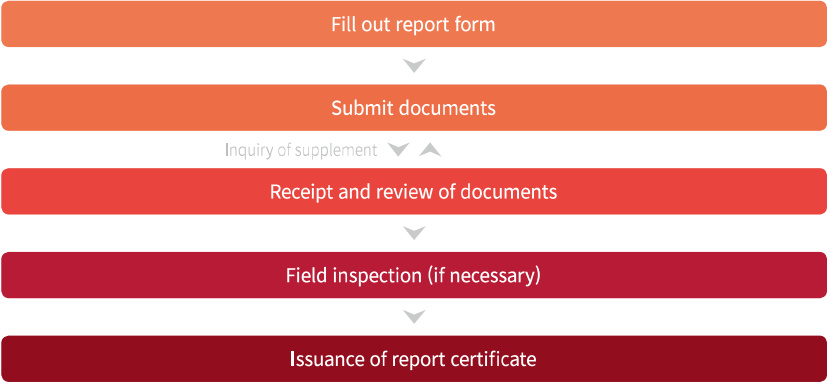 Fill out report form
Submit documents
Inquiry of supplement
Receipt and review of documents
Field inspection (if necessary)
Issuance of report certificate